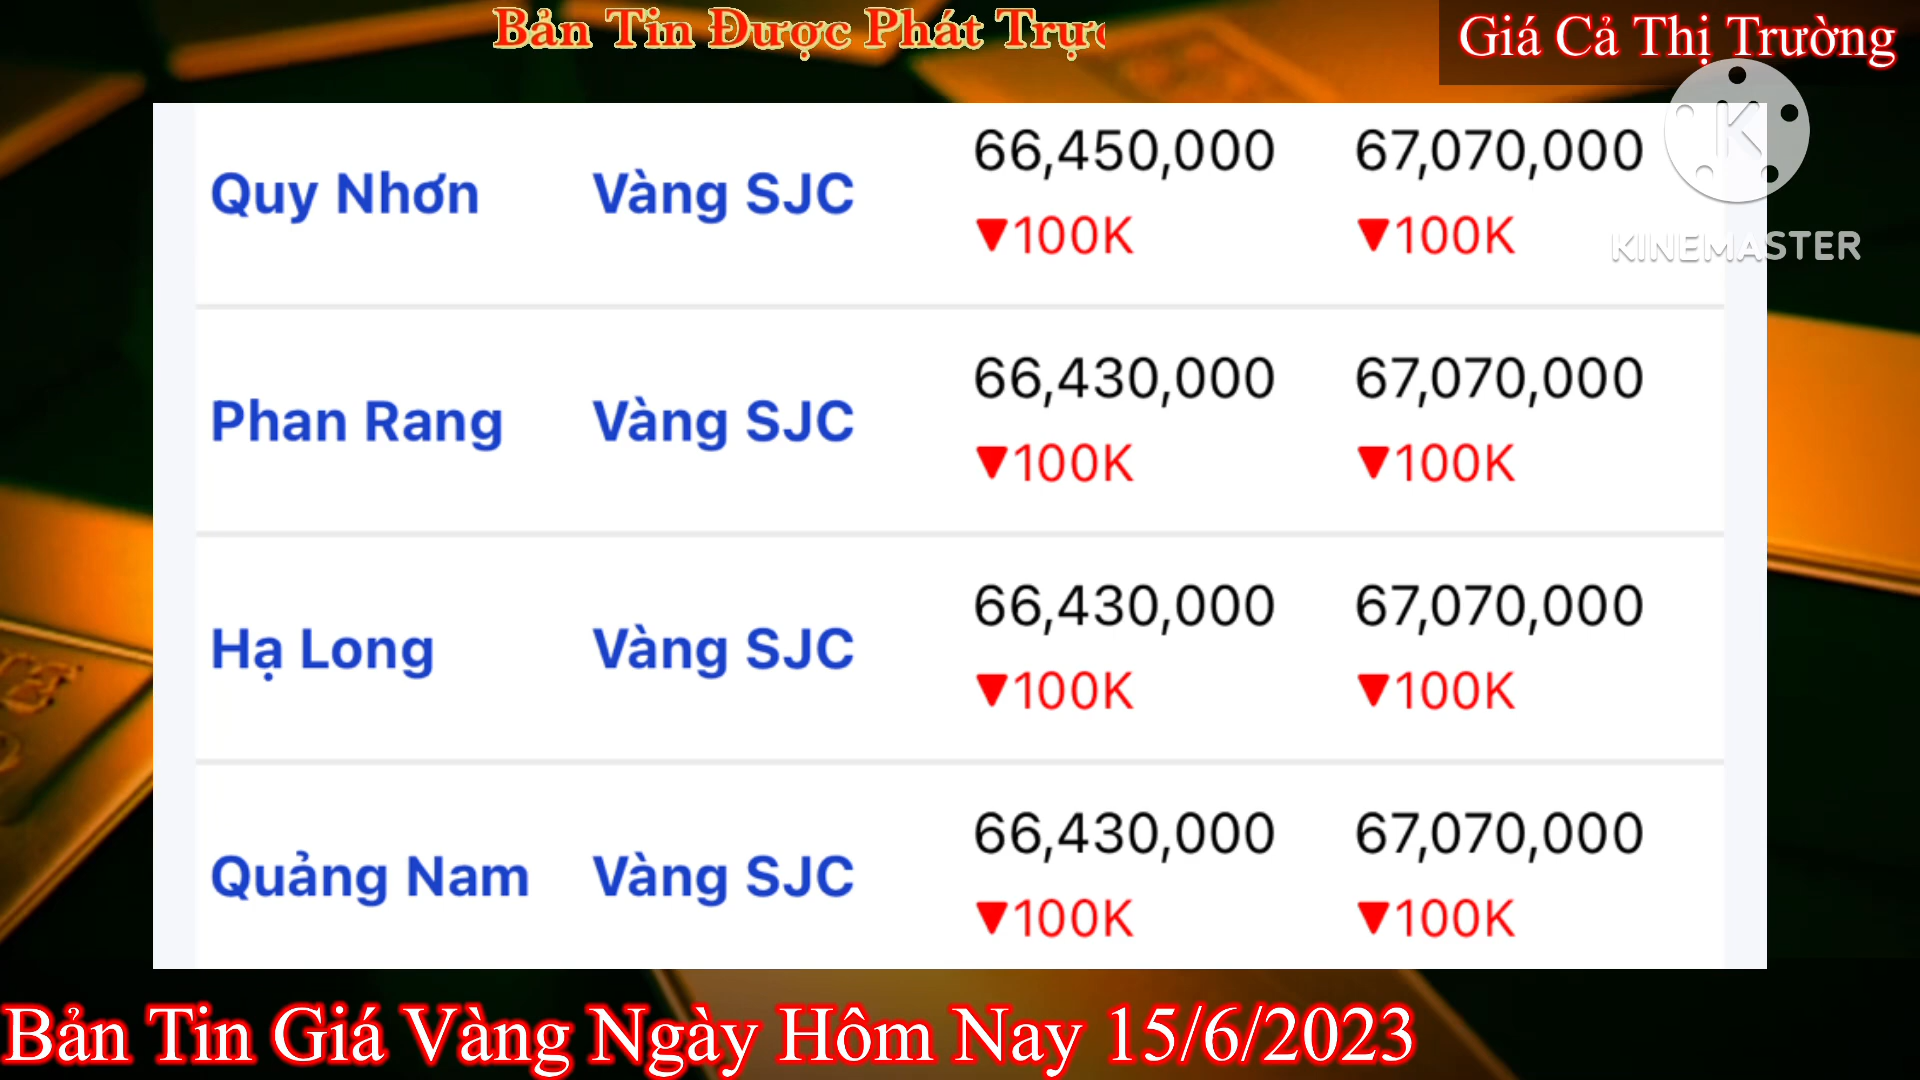 Bản Tin Được Phát Trực
Giá Cả Thị Trường
KINEMASTER
Quy Nhơn Vàng SJC 66,450,000 67,070,000
▼100K ▼100K
Phan Rang Vàng SJC 66,430,000 67,070,000
▼100K ▼100K
Hạ Long Vàng SJC 66,430,000 67,070,000
▼100K ▼100K
Quảng Nam Vàng SJC 66,430,000 67,070,000
▼100K ▼100K
Bản Tin Giá Vàng Ngày Hôm Nay 15/6/2023